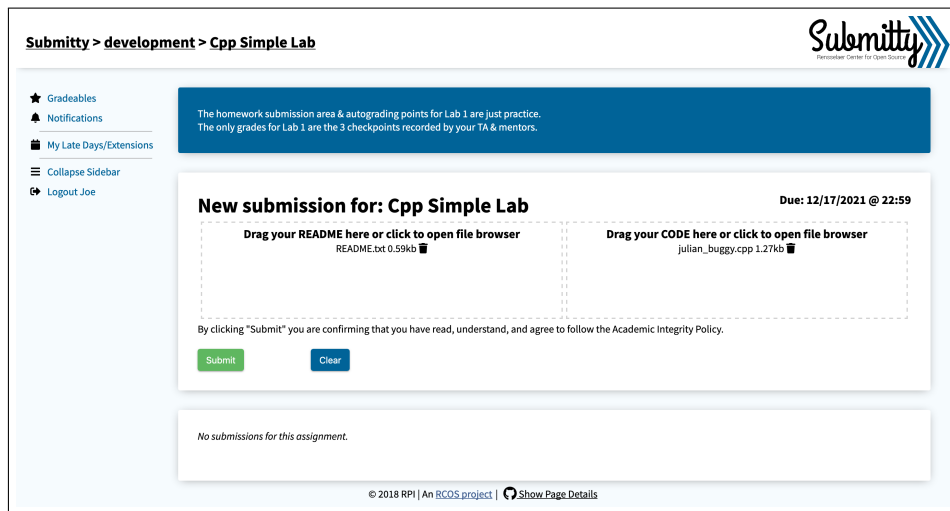 Submitty > development > Cpp Simple Lab
Submitty
Rensselaer Center for Open Source
Gradeables
Notifications
My Late Days/Extensions
Collapse Sidebar
Logout Joe
The homework submission area & autograding points for Lab 1 are just practice.
The only grades for Lab 1 are the 3 checkpoints recorded by your TA & mentors.
New submission for: Cpp Simple Lab
Due: 12/17/2021 @ 22:59
Drag your README here or click to open file browser
README.txt 0.59kb
Drag your CODE here or click to open file browser
julian_buggy.cpp 1.27kb
By clicking "Submit" you are confirming that you have read, understand, and agree to follow the Academic Integrity Policy.
Submit
Clear
No submissions for this assignment.
© 2018 RPI | An RCOS project | Show Page Details